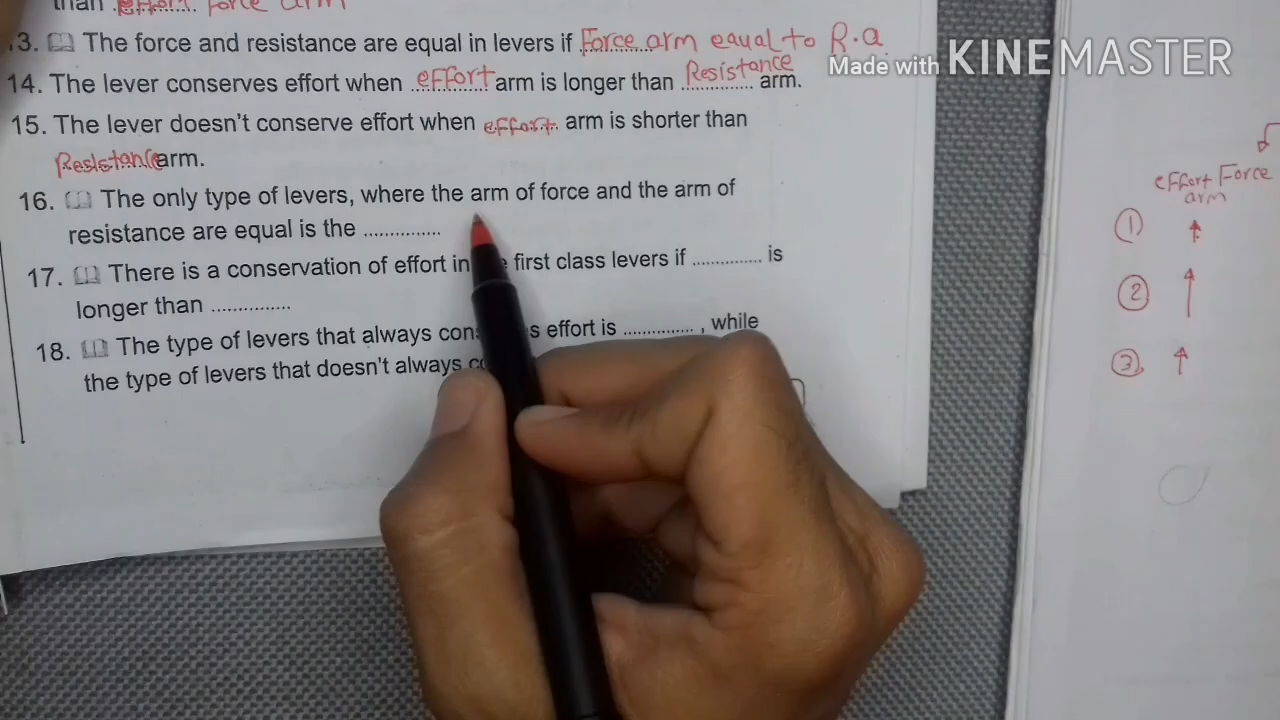 than effort force arm
3. The force and resistance are equal in levers if Force arm equal to R.a
Made with KINEMASTER
14. The lever conserves effort when effort arm is longer than Resistance arm.
15. The lever doesn't conserve effort when effort arm is shorter than
Resistance arm.
16. The only type of levers, where the arm of force and the arm of
resistance are equal is the ...............
17. There is a conservation of effort in first class levers if .............. is
longer than ...............
18. The type of levers that always con s effort is .............. , while
the type of levers that doesn't always
effort Force
arm
1 ↑
2 ↑
3 ↑